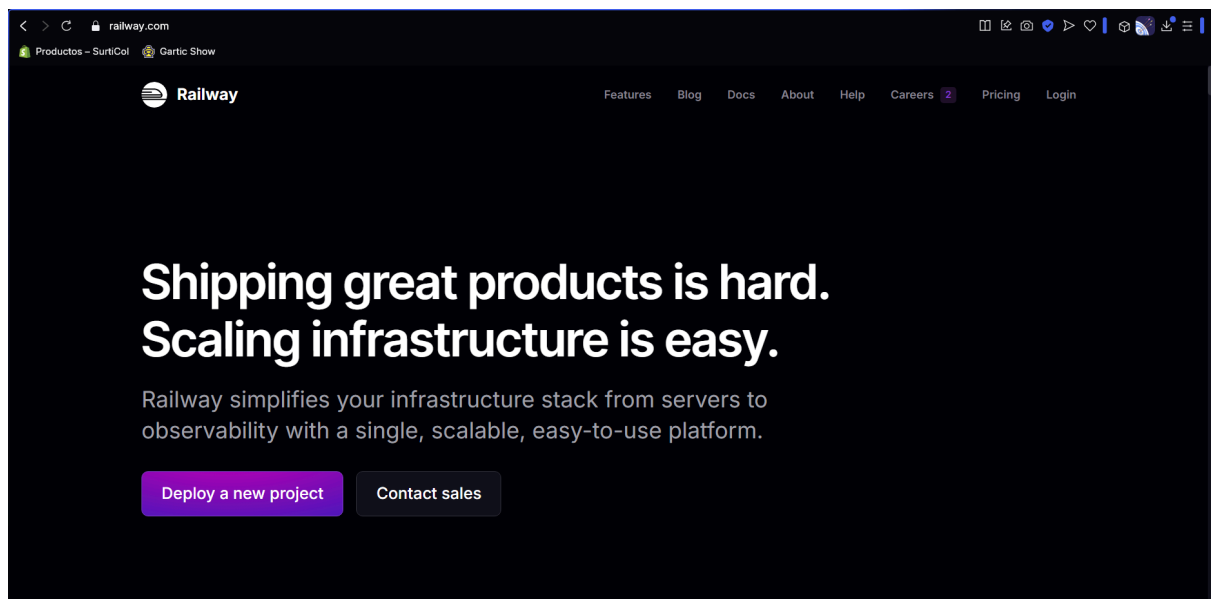 railway.com
Productos – SurtiCol Gartic Show
Railway Features Blog Docs About Help Careers 2 Pricing Login
Shipping great products is hard.
Scaling infrastructure is easy.
Railway simplifies your infrastructure stack from servers to
observability with a single, scalable, easy-to-use platform.
Deploy a new project Contact sales